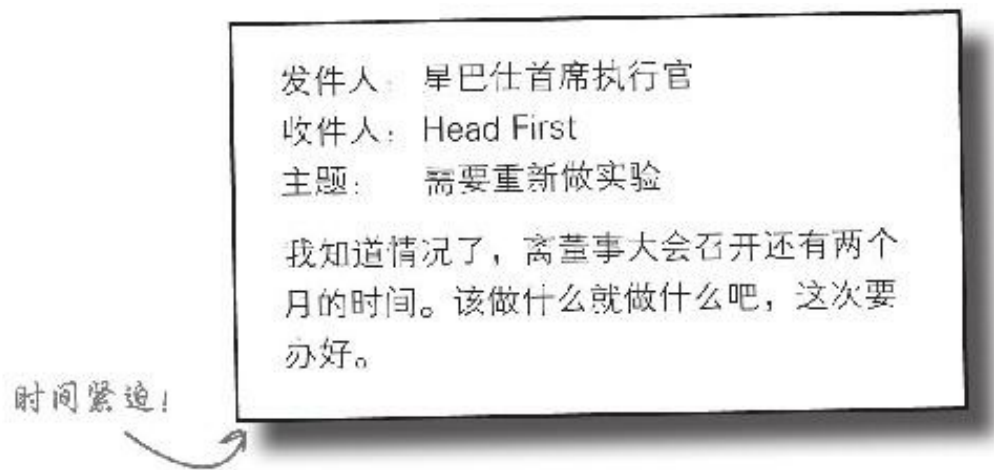 发件人： 星巴仕首席执行官
收件人： Head First
主题： 需要重新做实验
我知道情况了，离董事大会召开还有两个
月的时间。该做什么就做什么吧，这次要
办好。
时间紧迫！